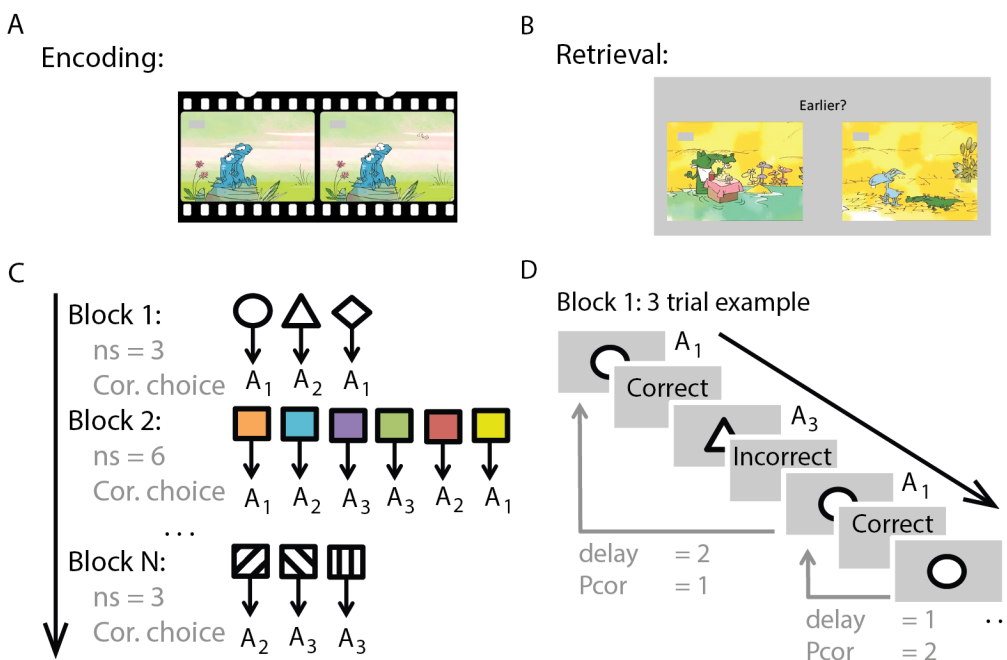 A
Encoding:
B
Retrieval:
Earlier?
C
Block 1:
ns = 3
Cor. choice
A1 A2 A1
Block 2:
ns = 6
Cor. choice
A1 A2 A3 A3 A2 A1
...
Block N:
ns = 3
Cor. choice
A2 A3 A3
D
Block 1: 3 trial example
A1
Correct
A3
Incorrect
A1
Correct
delay = 2
Pcor = 1
delay = 1
Pcor = 2
..